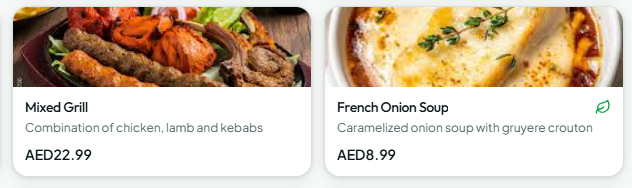 Mixed Grill
Combination of chicken, lamb and kebabs
AED22.99
French Onion Soup
Caramelized onion soup with gruyere crouton
AED8.99